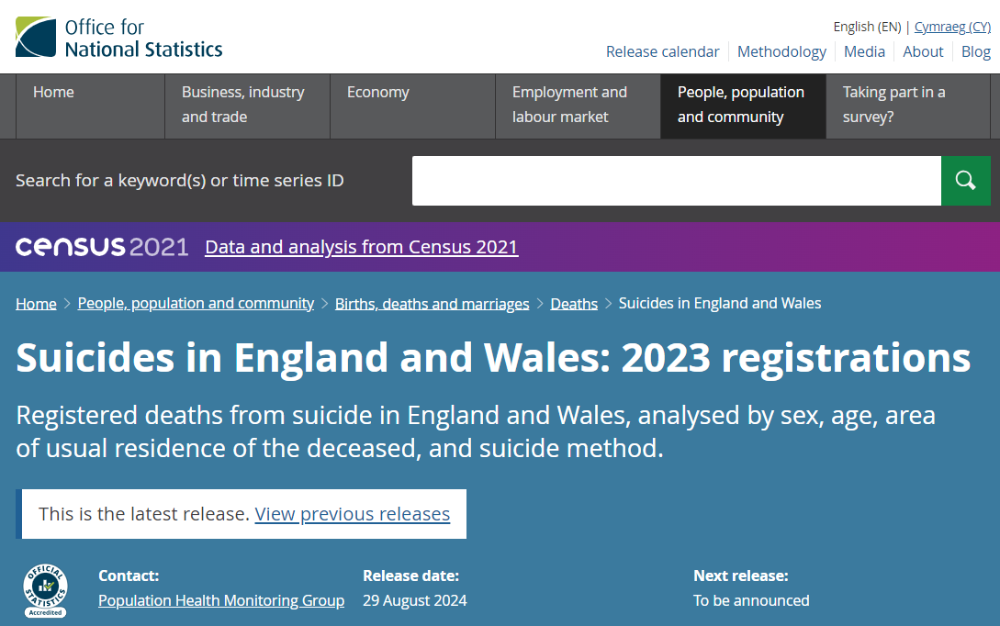 Office for
National Statistics
English (EN) | Cymraeg (CY)
Release calendar
Methodology
Media
About
Blog
Home
Business, industry
and trade
Economy
Employment and
labour market
People, population
and community
Taking part in a
survey?
Search for a keyword(s) or time series ID
census 2021
Data and analysis from Census 2021
Home > People, population and community > Births, deaths and marriages > Deaths > Suicides in England and Wales
Suicides in England and Wales: 2023 registrations
Registered deaths from suicide in England and Wales, analysed by sex, age, area
of usual residence of the deceased, and suicide method.
This is the latest release. View previous releases
OFFICIAL
STATISTICS
Accredited
Contact:
Population Health Monitoring Group
Release date:
29 August 2024
Next release:
To be announced